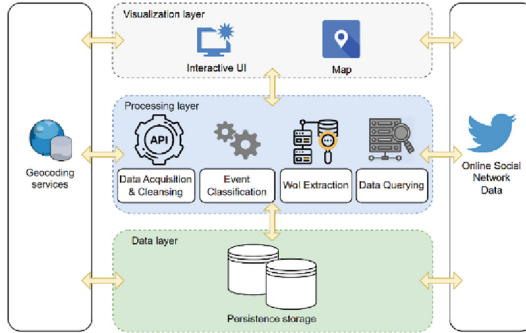 Visualization layer
Interactive UI
Map
Processing layer
API
Data Acquisition
& Cleansing
Event
Classification
WoI Extraction
Data Querying
Geocoding
services
Online Social
Network
Data
Data layer
Persistence storage